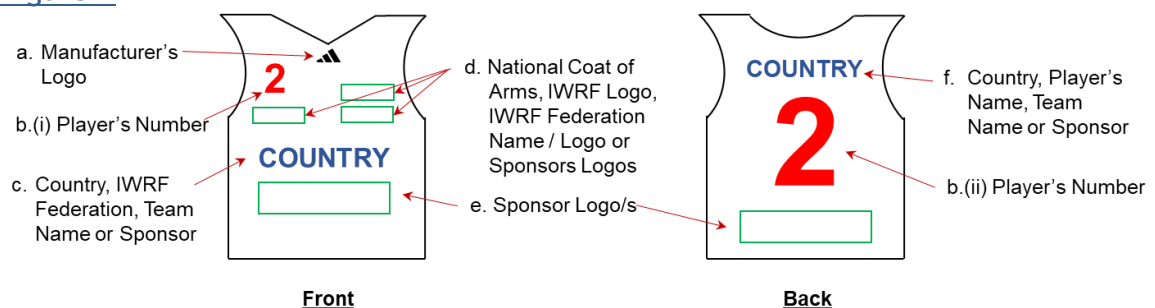 a. Manufacturer's
Logo
2
b.(i) Player's Number
COUNTRY
c. Country, IWRF
Federation, Team
Name or Sponsor
d. National Coat of
Arms, IWRF Logo,
IWRF Federation
Name / Logo or
Sponsors Logos
e. Sponsor Logo/s
Front
COUNTRY
2
f. Country, Player's
Name, Team
Name or Sponsor
b.(ii) Player's Number
Back